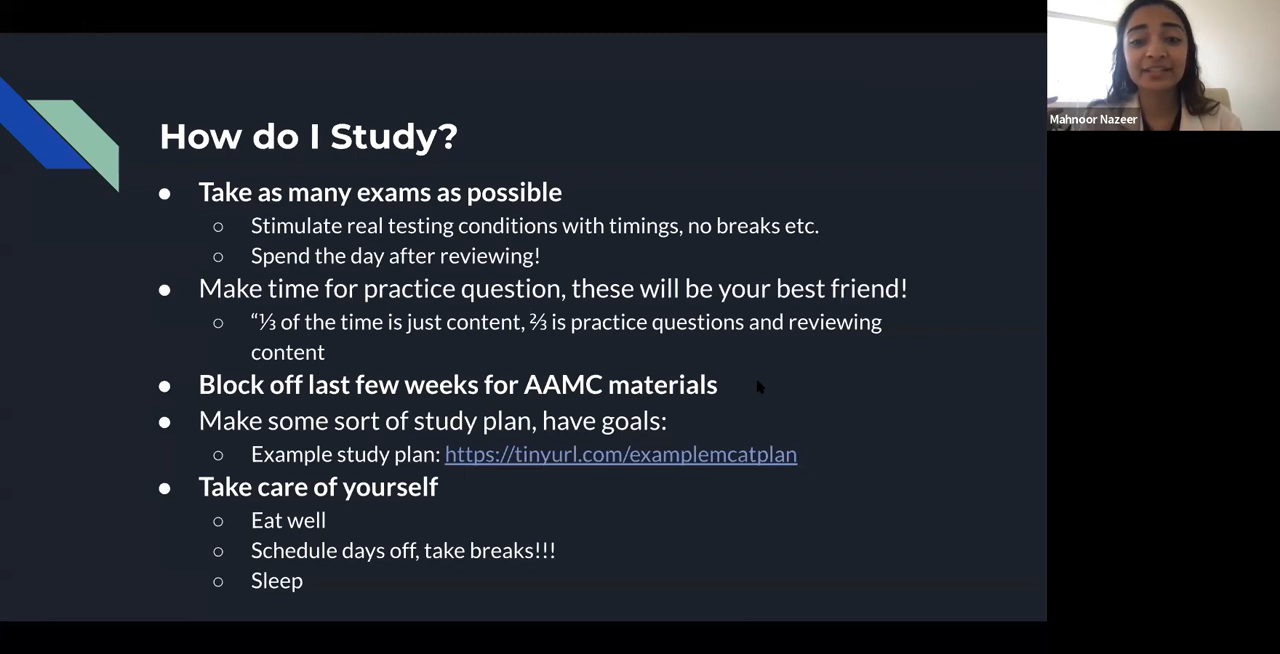 How do I Study?
● Take as many exams as possible
○ Stimulate real testing conditions with timings, no breaks etc.
○ Spend the day after reviewing!
● Make time for practice question, these will be your best friend!
○ “⅓ of the time is just content, ⅔ is practice questions and reviewing
content
● Block off last few weeks for AAMC materials
● Make some sort of study plan, have goals:
○ Example study plan: https://tinyurl.com/examplemcatplan
● Take care of yourself
○ Eat well
○ Schedule days off, take breaks!!!
○ Sleep
Mahnoor Nazeer